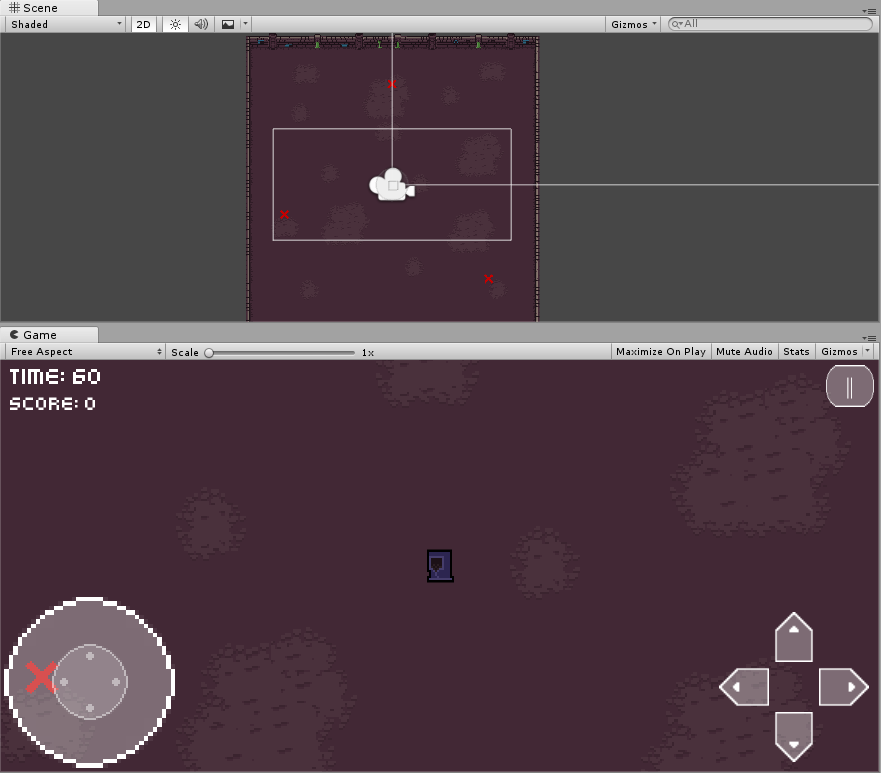 Scene
Shaded 2D Gizmos All
Game
Free Aspect Scale 1x Maximize On Play Mute Audio Stats Gizmos
TIME: 60
SCORE: 0